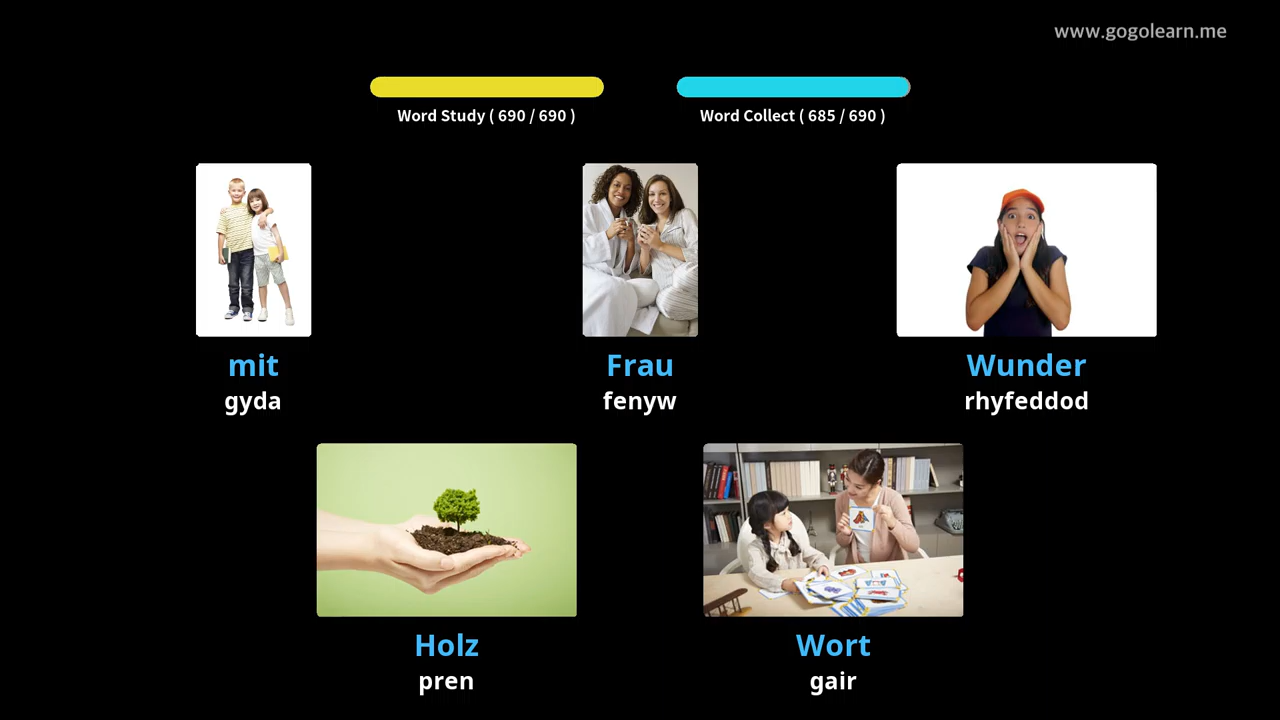 www.gogolearn.me
Word Study ( 690 / 690 )
Word Collect ( 685 / 690 )
mit
gyda
Frau
fenyw
Wunder
rhyfeddod
Holz
pren
Wort
gair